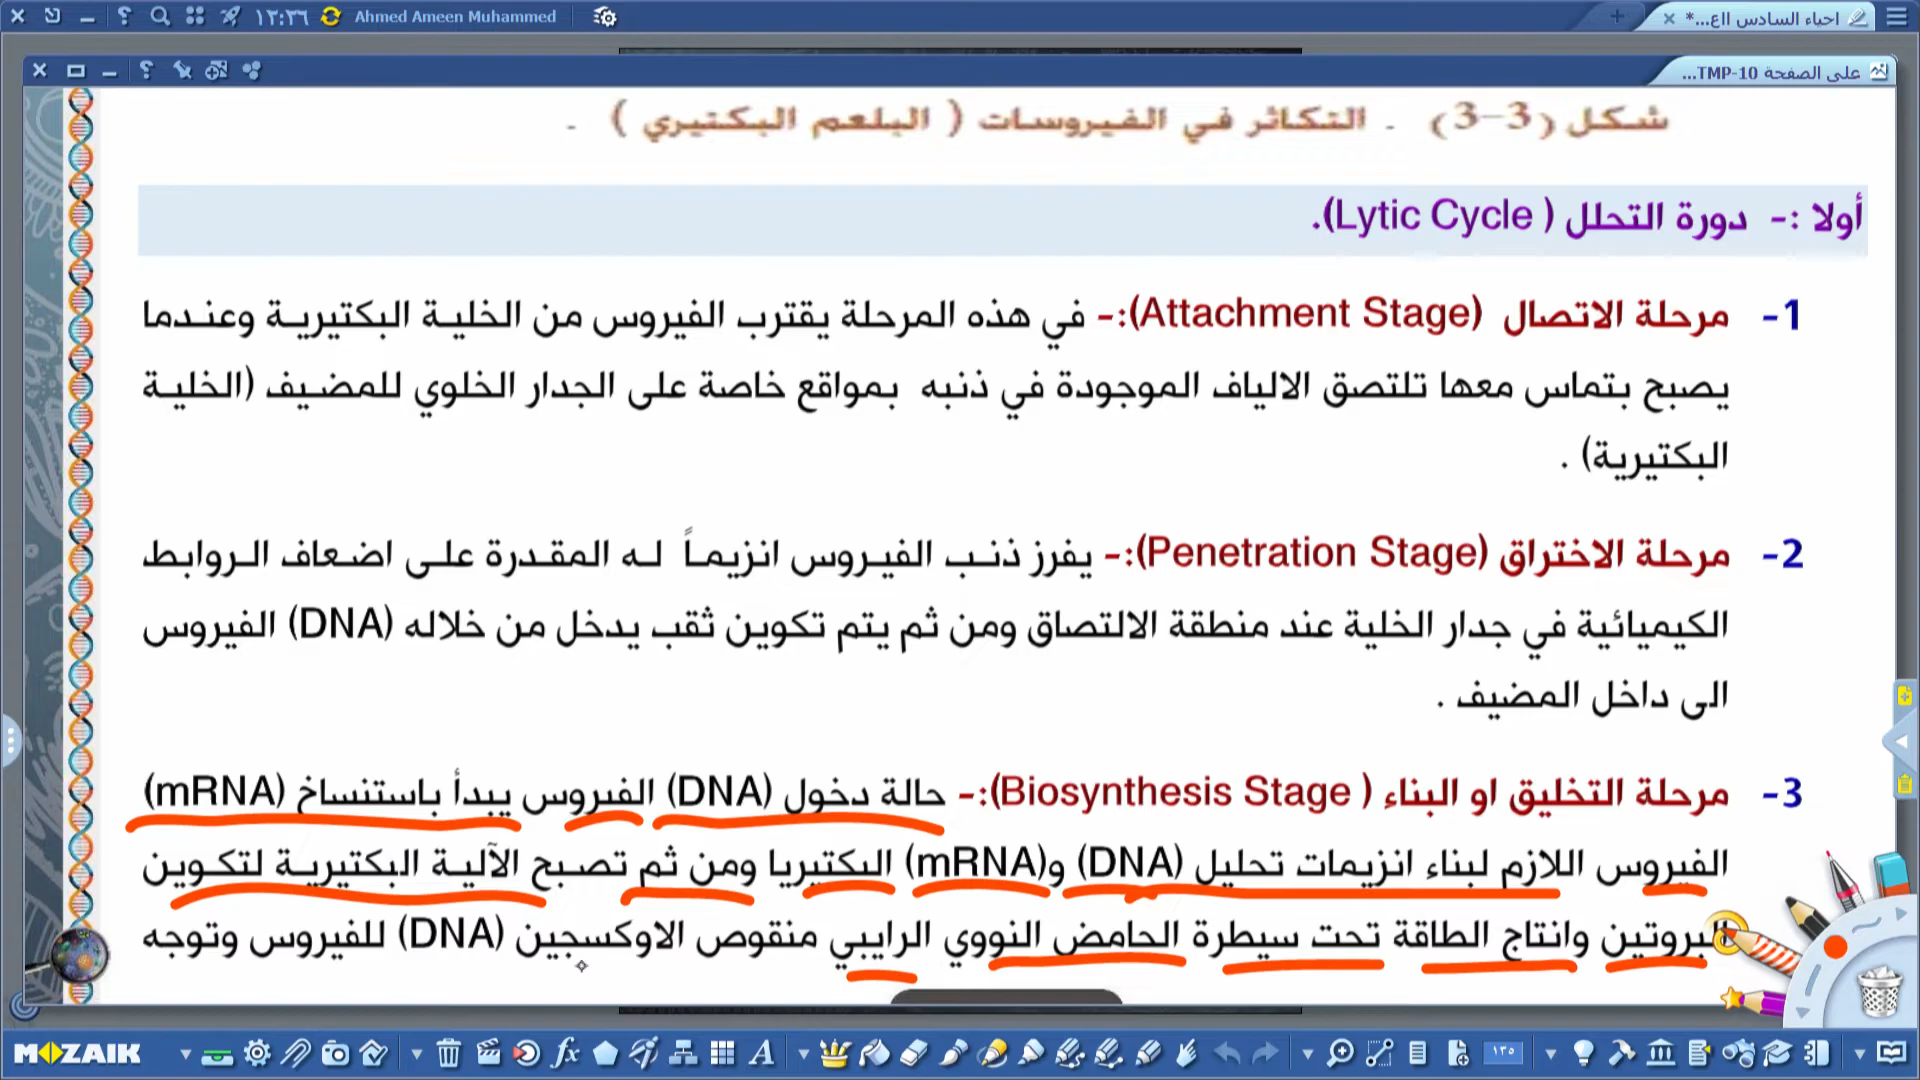 احياء السادس الع...*
Ahmed Ameen Muhammed
١٢:٣٦
على الصفحة TMP-10...
شكل (3-3) . التكاثر في الفيروسات ( البلعم البكتيري ) .
أولا :- دورة التحلل ( Lytic Cycle).
1- مرحلة الاتصال (Attachment Stage):- في هذه المرحلة يقترب الفيروس من الخلية البكتيرية وعندما
يصبح بتماس معها تلتصق الالياف الموجودة في ذنبه بمواقع خاصة على الجدار الخلوي للمضيف (الخلية
البكتيرية) .
2- مرحلة الاختراق (Penetration Stage):- يفرز ذنب الفيروس انزيماً له المقدرة على اضعاف الروابط
الكيميائية في جدار الخلية عند منطقة الالتصاق ومن ثم يتم تكوين ثقب يدخل من خلاله (DNA) الفيروس
الى داخل المضيف .
3- مرحلة التخليق او البناء ( Biosynthesis Stage):- حالة دخول (DNA) الفيروس يبدأ باستنساخ (mRNA)
الفيروس اللازم لبناء انزيمات تحليل (DNA) و(mRNA) البكتيريا ومن ثم تصبح الآلية البكتيرية لتكوين
البروتين وانتاج الطاقة تحت سيطرة الحامض النووي الرايبي منقوص الاوكسجين (DNA) للفيروس وتوجه
MOZAIK
١٣٥